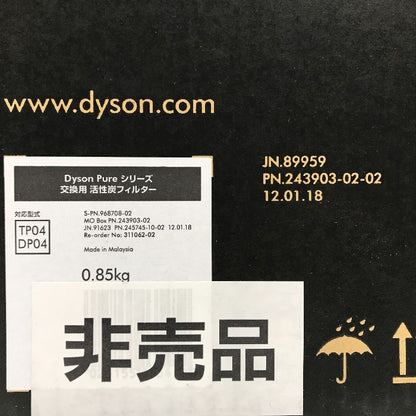 www.dyson.com
JN.89959
PN.243903-02-02
12.01.18
Dyson Pure シリーズ
交換用 活性炭フィルター
対応型式
TP04
DP04
S-PN.968708-02
MO Box PN.243903-02
JN.91623 PN.245745-10-02 12.01.18
Re-order No: 311062-02
Made in Malaysia
0.85kg
非売品